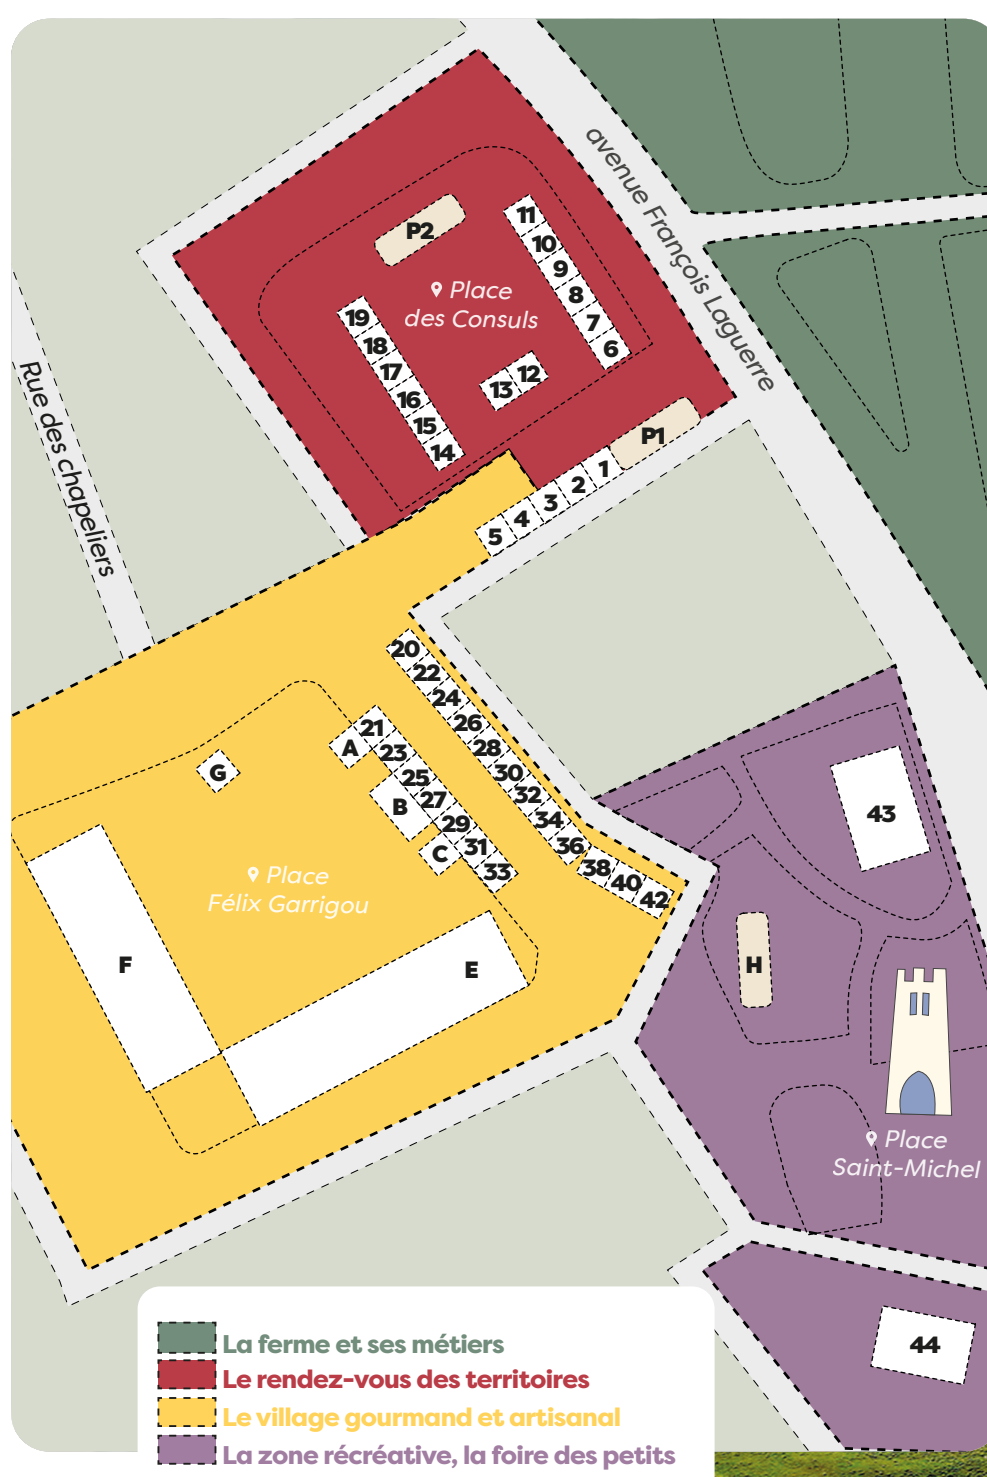 avenue François Laguerre
P2
11
10
9
8
7
6
Place
des Consuls
19
18
17
16
15
14
13
12
P1
1
2
3
4
5
Rue des chapeliers
20
22
24
26
28
30
32
34
36
38
40
42
21
23
25
27
29
31
33
A
B
C
G
F
E
Place
Félix Garrigou
43
H
Place
Saint-Michel
44
La ferme et ses métiers
Le rendez-vous des territoires
Le village gourmand et artisanal
La zone récréative, la foire des petits